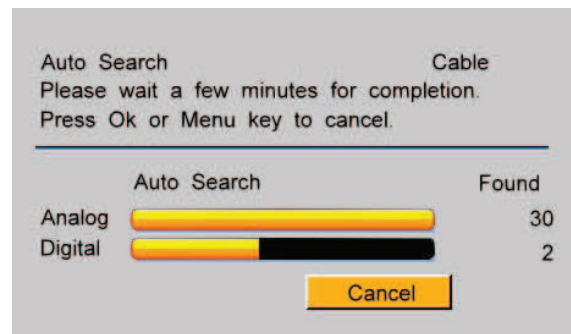 Auto Search Cable
Please wait a few minutes for completion.
Press Ok or Menu key to cancel.
Auto Search Found
Analog 30
Digital 2
Cancel